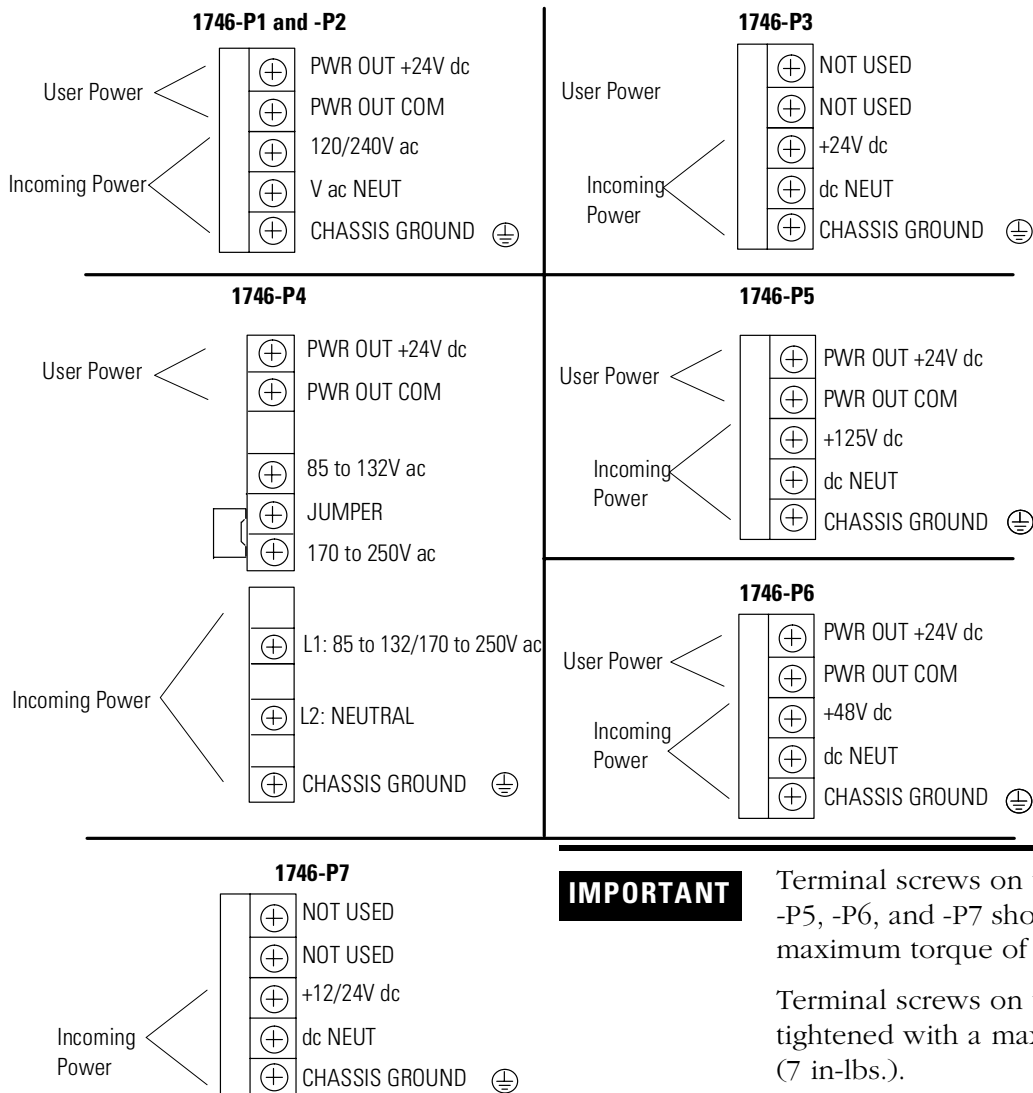 1746-P1 and -P2
User Power
PWR OUT +24V dc
PWR OUT COM
Incoming Power
120/240V ac
V ac NEUT
CHASSIS GROUND
1746-P3
User Power
NOT USED
NOT USED
Incoming
Power
+24V dc
dc NEUT
CHASSIS GROUND
1746-P4
User Power
PWR OUT +24V dc
PWR OUT COM
85 to 132V ac
JUMPER
170 to 250V ac
Incoming Power
L1: 85 to 132/170 to 250V ac
L2: NEUTRAL
CHASSIS GROUND
1746-P5
User Power
PWR OUT +24V dc
PWR OUT COM
Incoming
Power
+125V dc
dc NEUT
CHASSIS GROUND
1746-P6
User Power
PWR OUT +24V dc
PWR OUT COM
Incoming
Power
+48V dc
dc NEUT
CHASSIS GROUND
1746-P7
NOT USED
NOT USED
Incoming
Power
+12/24V dc
dc NEUT
CHASSIS GROUND
IMPORTANT
Terminal screws on
-P5, -P6, and -P7
maximum torque of
Terminal screws on
tightened with a
(7 in-lbs.).